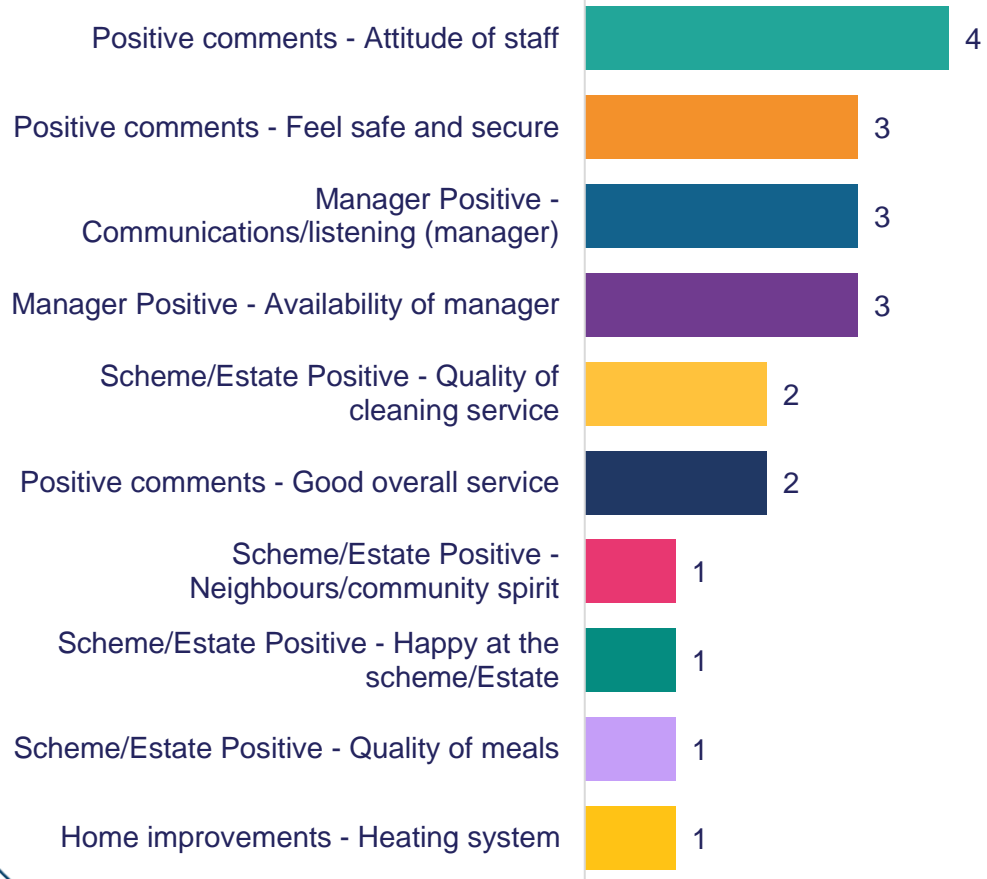 Positive comments - Attitude of staff 4
Positive comments - Feel safe and secure 3
Manager Positive -
Communications/listening (manager) 3
Manager Positive - Availability of manager 3
Scheme/Estate Positive - Quality of
cleaning service 2
Positive comments - Good overall service 2
Scheme/Estate Positive -
Neighbours/community spirit 1
Scheme/Estate Positive - Happy at the
scheme/Estate 1
Scheme/Estate Positive - Quality of meals 1
Home improvements - Heating system 1